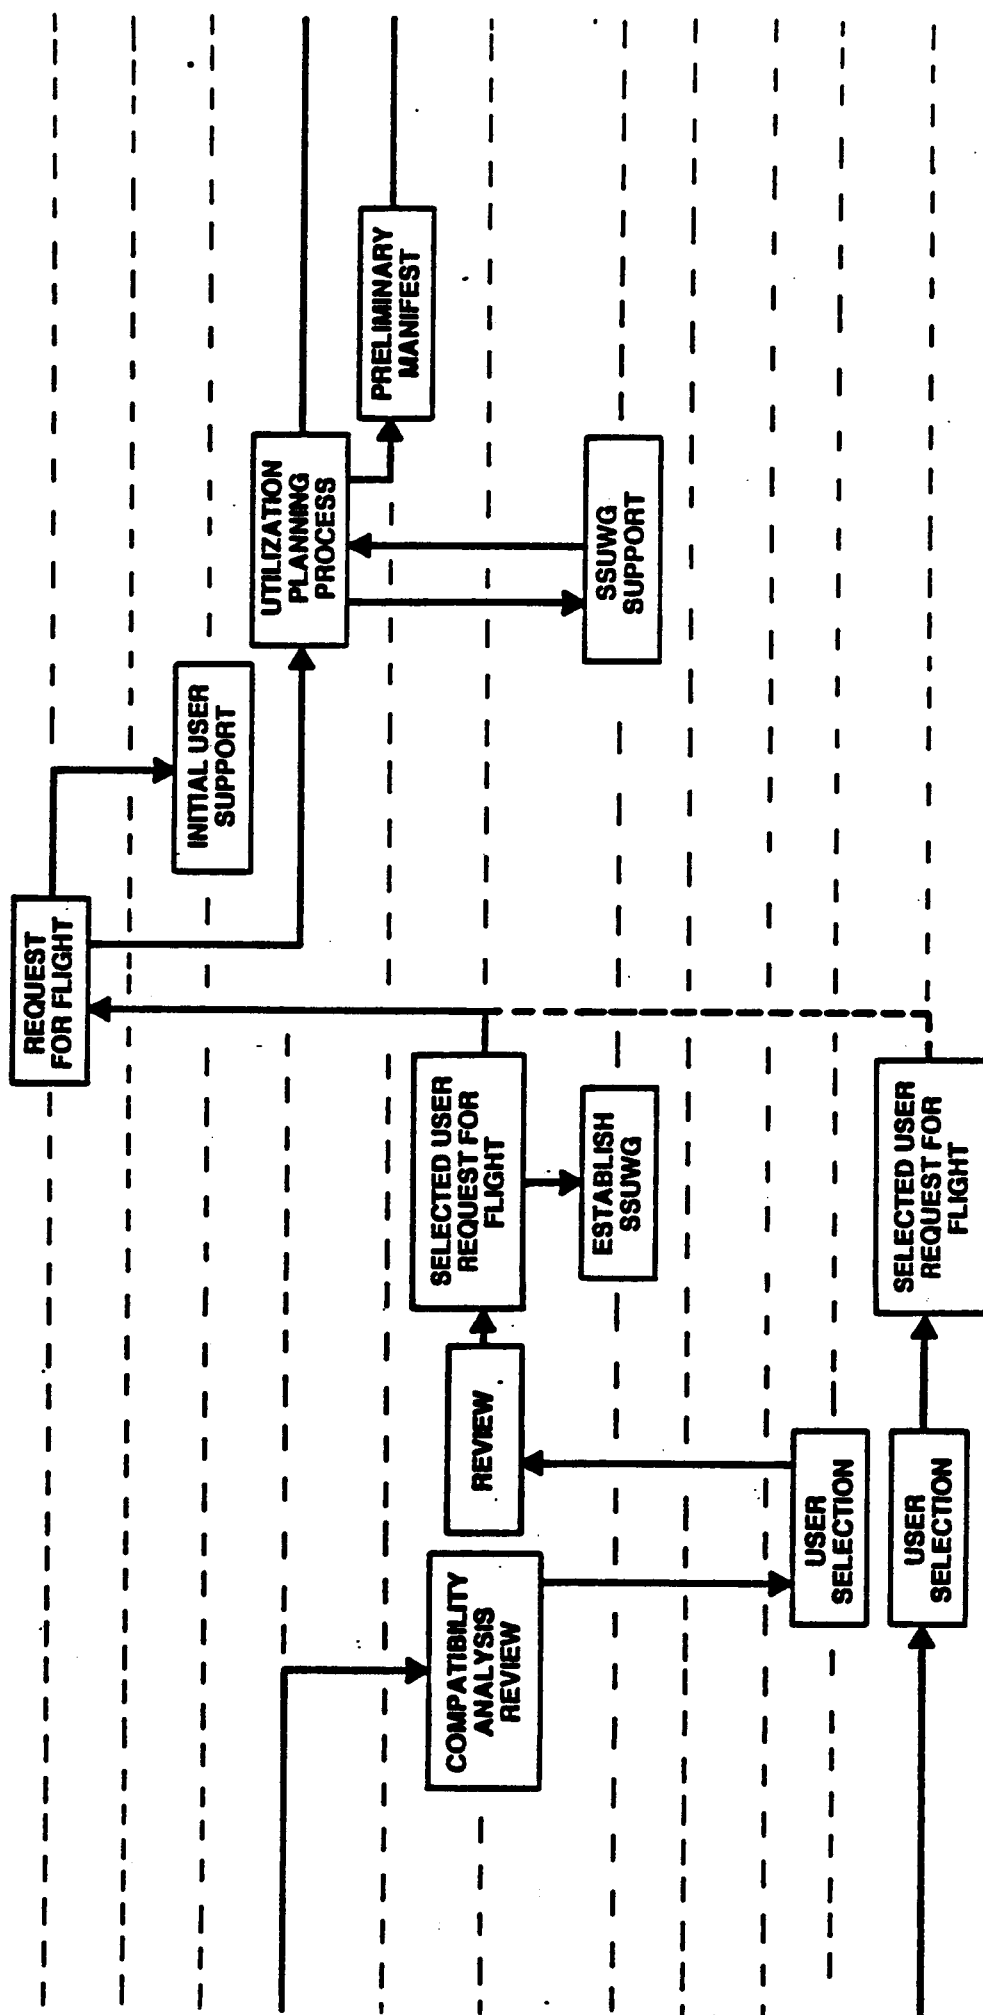 REQUEST
FOR FLIGHT
INITIAL USER
SUPPORT
UTILIZATION
PLANNING
PROCESS
PRELIMINARY
MANIFEST
COMPATIBILITY
ANALYSIS
REVIEW
REVIEW
SELECTED USER
REQUEST FOR
FLIGHT
ESTABLISH
SSUWG
SSUWG
SUPPORT
USER
SELECTION
USER
SELECTION
SELECTED USER
REQUEST FOR
FLIGHT